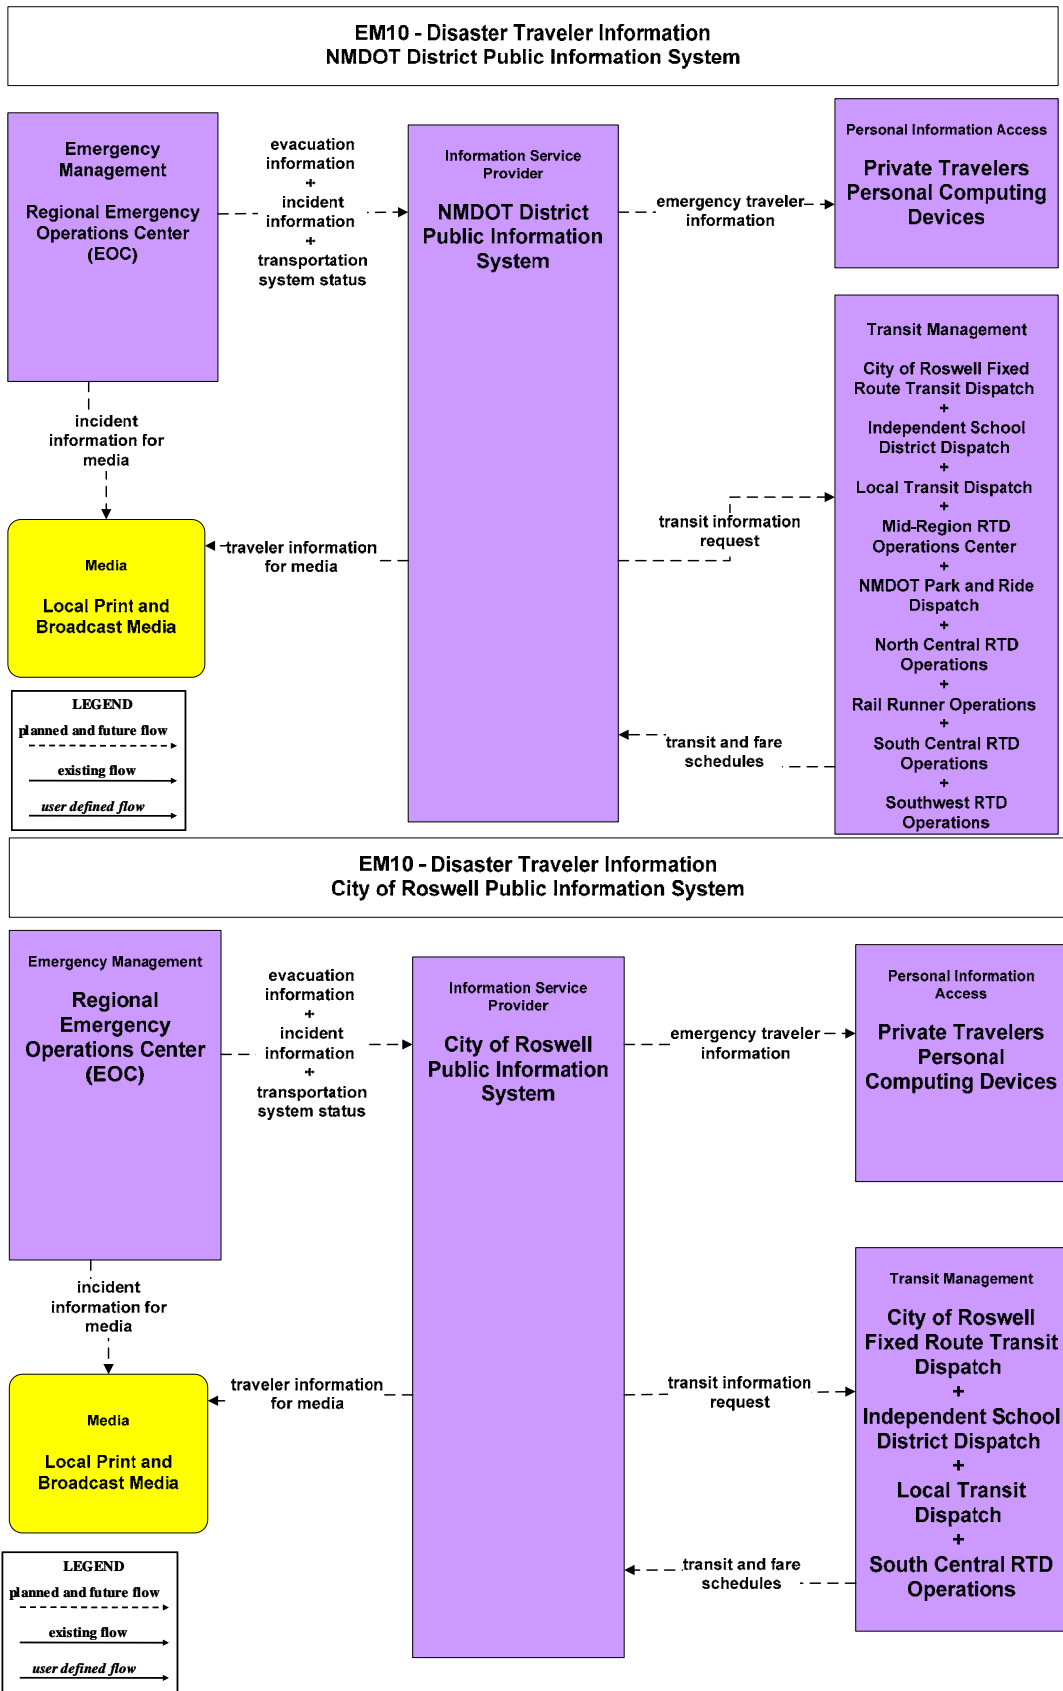 EM10 - Disaster Traveler Information
NMDOT District Public Information System
Emergency
Management
Regional Emergency
Operations Center
(EOC)
evacuation
information
+
incident
information
+
transportation
system status
Information Service
Provider
NMDOT District
Public Information
System
emergency traveler
information
Personal Information Access
Private Travelers
Personal Computing
Devices
Transit Management
City of Roswell Fixed
Route Transit Dispatch
+
Independent School
District Dispatch
+
Local Transit Dispatch
+
Mid-Region RTD
Operations Center
+
NMDOT Park and Ride
Dispatch
+
North Central RTD
Operations
+
Rail Runner Operations
+
South Central RTD
Operations
+
Southwest RTD
Operations
incident
information for
media
transit information
request
traveler information
for media
Media
Local Print and
Broadcast Media
transit and fare
schedules
LEGEND
planned and future flow
existing flow
user defined flow
EM10 - Disaster Traveler Information
City of Roswell Public Information System
Emergency Management
Regional
Emergency
Operations Center
(EOC)
evacuation
information
+
incident
information
+
transportation
system status
Information Service
Provider
City of Roswell
Public Information
System
emergency traveler
information
Personal Information
Access
Private Travelers
Personal
Computing Devices
incident
information for
media
Transit Management
City of Roswell
Fixed Route Transit
Dispatch
+
Independent School
District Dispatch
+
Local Transit
Dispatch
+
South Central RTD
Operations
traveler information
for media
transit information
request
Media
Local Print and
Broadcast Media
transit and fare
schedules
LEGEND
planned and future flow
existing flow
user defined flow